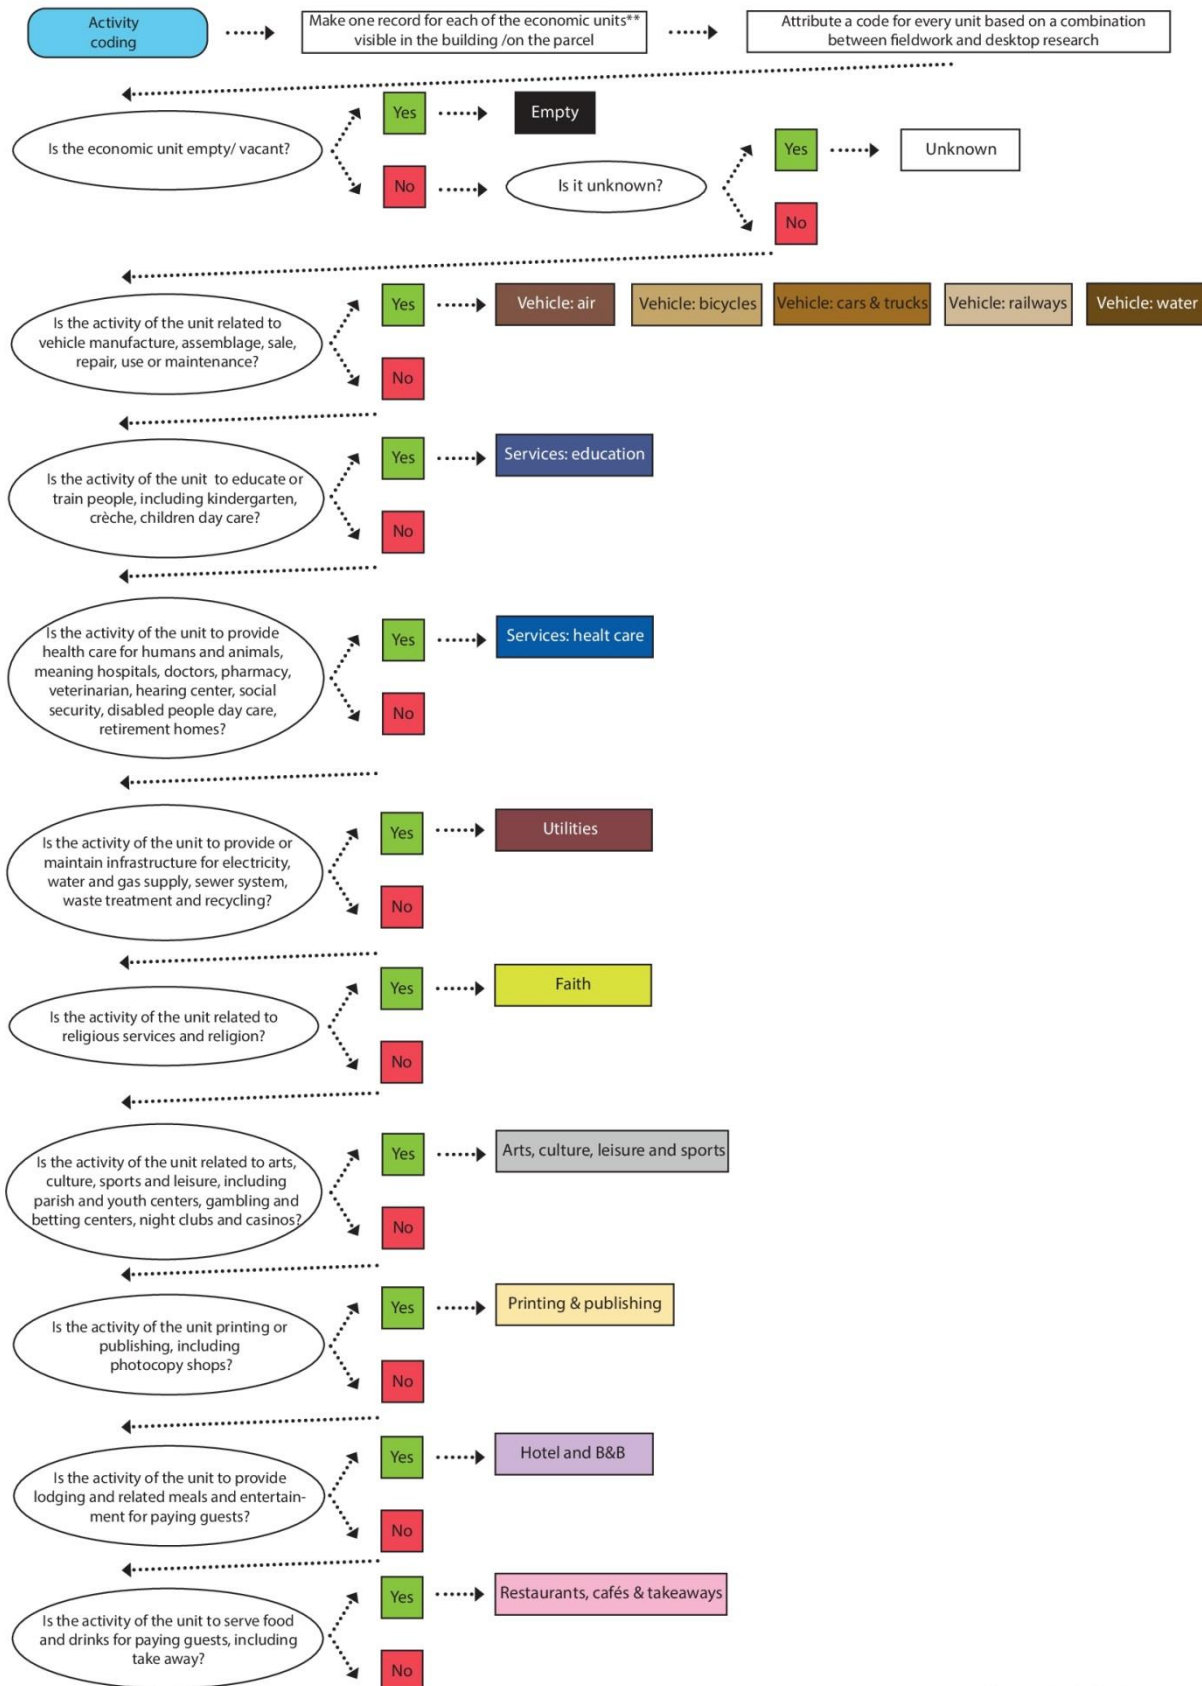 Activity
coding
Make one record for each of the economic units**
visible in the building /on the parcel
Attribute a code for every unit based on a combination
between fieldwork and desktop research
Is the economic unit empty/ vacant?
Yes
Empty
No
Is it unknown?
Yes
Unknown
No
Is the activity of the unit related to
vehicle manufacture, assemblage, sale,
repair, use or maintenance?
Yes
Vehicle: air
Vehicle: bicycles
Vehicle: cars & trucks
Vehicle: railways
Vehicle: water
No
Is the activity of the unit to educate or
train people, including kindergarten,
crèche, children day care?
Yes
Services: education
No
Is the activity of the unit to provide
health care for humans and animals,
meaning hospitals, doctors, pharmacy,
veterinarian, hearing center, social
security, disabled people day care,
retirement homes?
Yes
Services: healt care
No
Is the activity of the unit to provide or
maintain infrastructure for electricity,
water and gas supply, sewer system,
waste treatment and recycling?
Yes
Utilities
No
Is the activity of the unit related to
religious services and religion?
Yes
Faith
No
Is the activity of the unit related to arts,
culture, sports and leisure, including
parish and youth centers, gambling and
betting centers, night clubs and casinos?
Yes
Arts, culture, leisure and sports
No
Is the activity of the unit printing or
publishing, including
photocopy shops?
Yes
Printing & publishing
No
Is the activity of the unit to provide
lodging and related meals and entertain-
ment for paying guests?
Yes
Hotel and B&B
No
Is the activity of the unit to serve food
and drinks for paying guests, including
take away?
Yes
Restaurants, cafés & takeaways
No